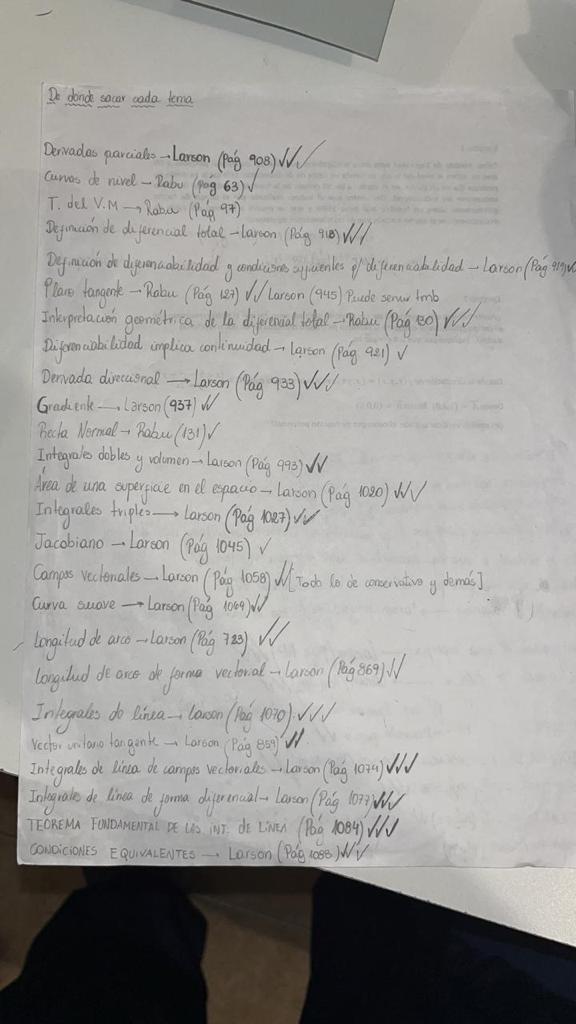 De donde sacar cada tema
Derivadas parciales → Larson (Pág 908) ✓✓✓
Curvas de nivel → Rabu (Pág 63) ✓
T. del V.M → Rabu (Pág 97)
Definición de diferencial total → Larson (Pág 918) ✓✓✓
Definición de diferenciabilidad y condiciones suficientes p/ diferenciabilidad → Larson (Pag 919) ✓
Plano tangente → Rabu (Pág 127) ✓✓ Larson (945) Puede servir tmb
Interpretación geométrica de la diferencial total → Rabu (Pág 130) ✓✓✓
Diferenciabilidad implica continuidad → Larson (Pág 921) ✓
Derivada direccional → Larson (Pág 933) ✓✓✓
Gradiente → Larson (937) ✓✓
Recta Normal → Rabu (131) ✓
Integrales dobles y volumen → Larson (Pág 993) ✓✓
Área de una superficie en el espacio → Larson (Pág 1020) ✓✓✓
Integrales triples → Larson (Pág 1027) ✓✓✓
Jacobiano → Larson (Pág 1045) ✓
Campos vectoriales → Larson (Pág 1058) ✓✓ [Todo lo de conservativo y demás]
Curva suave → Larson (Pág 1069) ✓✓
Longitud de arco → Larson (Pág 723) ✓✓
Longitud de arco de forma vectorial → Larson (Pág 869) ✓✓
Integrales de línea → Larson (Pág 1070) ✓✓✓
Vector unitario tangente → Larson (Pág 859) ✓✓
Integrales de línea de campos vectoriales → Larson (Pág 1074) ✓✓✓
Integrales de línea de forma diferencial → Larson (Pág 1077) ✓✓✓
TEOREMA FUNDAMENTAL DE LAS INT. DE LÍNEA (Pág 1084) ✓✓✓
CONDICIONES EQUIVALENTES → Larson (Pág 1088) ✓✓✓